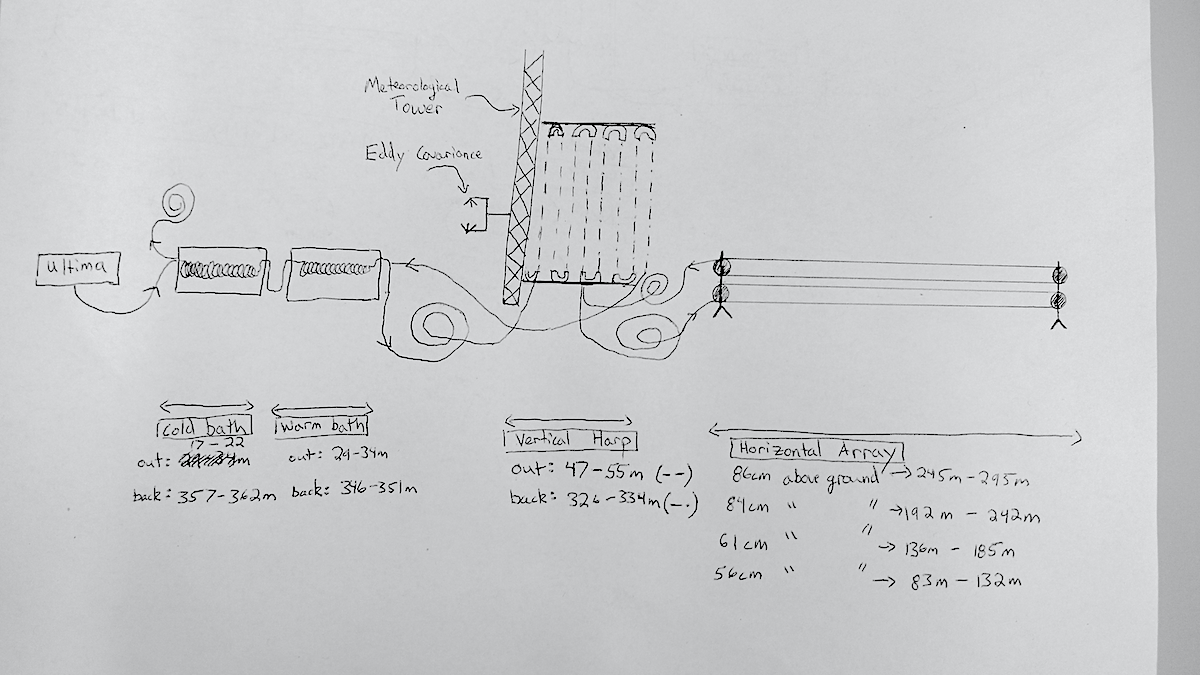 Meteorological
Tower
Eddy Covariance
Ultima
Cold bath
17-22
out:
back: 357-362m
Warm bath
out: 29-34m
back: 346-351m
Vertical Harp
out: 47-55m (--)
back: 326-334m (-.)
Horizontal Array
86cm above ground → 245m-295m
84cm " " → 192m - 242m
61cm " " → 136m - 185m
56cm " " → 83m - 132m